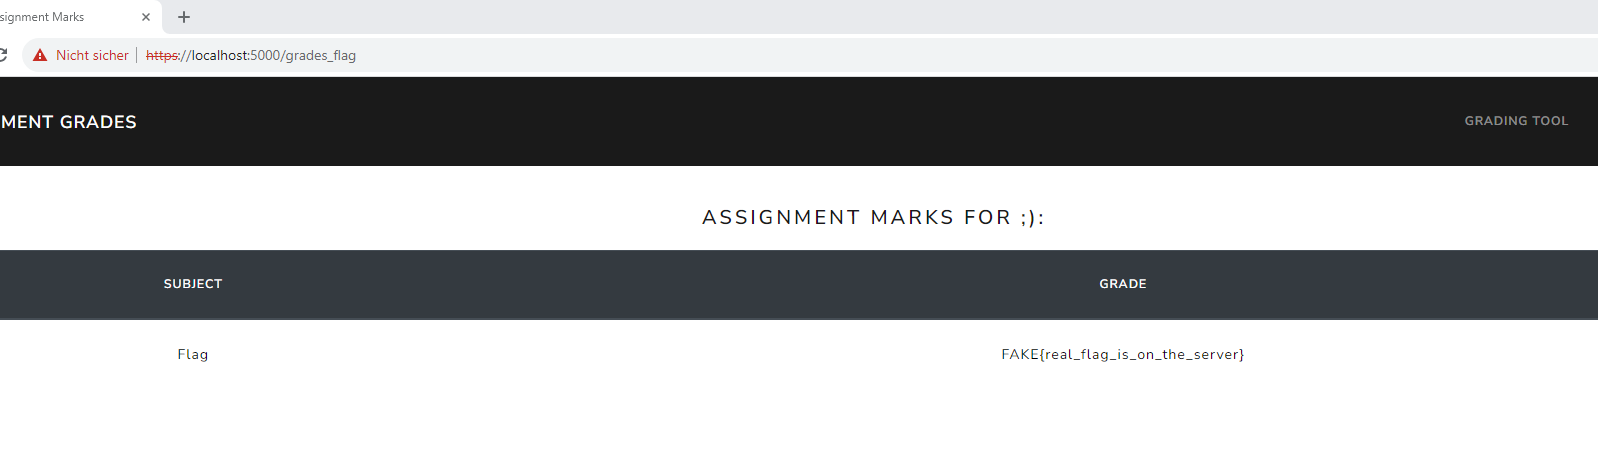 signment Marks
Nicht sicher https://localhost:5000/grades_flag
MENT GRADES
GRADING TOOL
ASSIGNMENT MARKS FOR ;):
SUBJECT GRADE
Flag FAKE{real_flag_is_on_the_server}